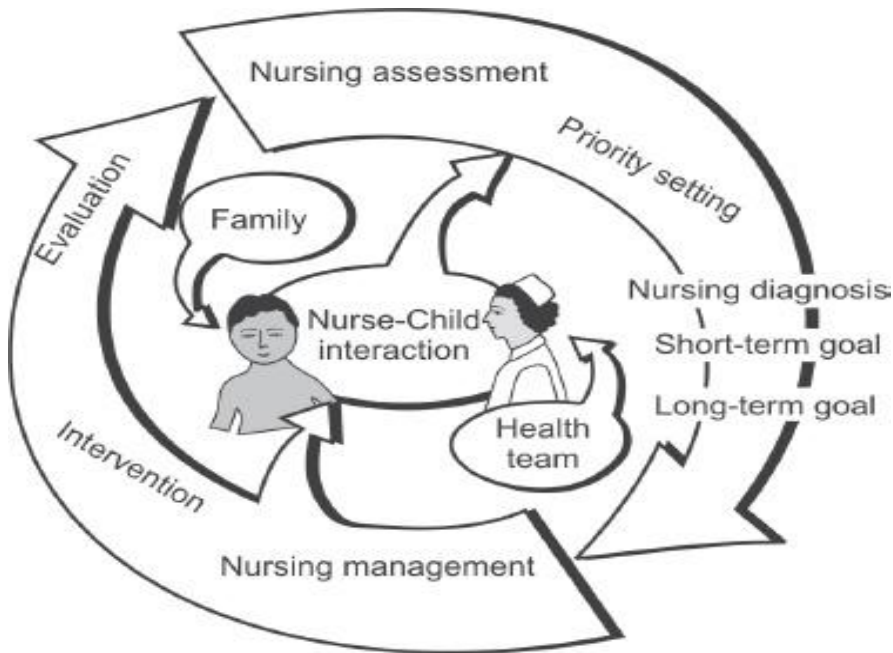 Nursing assessment
Priority setting
Evaluation
Family
Nursing diagnosis
Nurse-Child
interaction
Short-term goal
Long-term goal
Health
team
Intervention
Nursing management